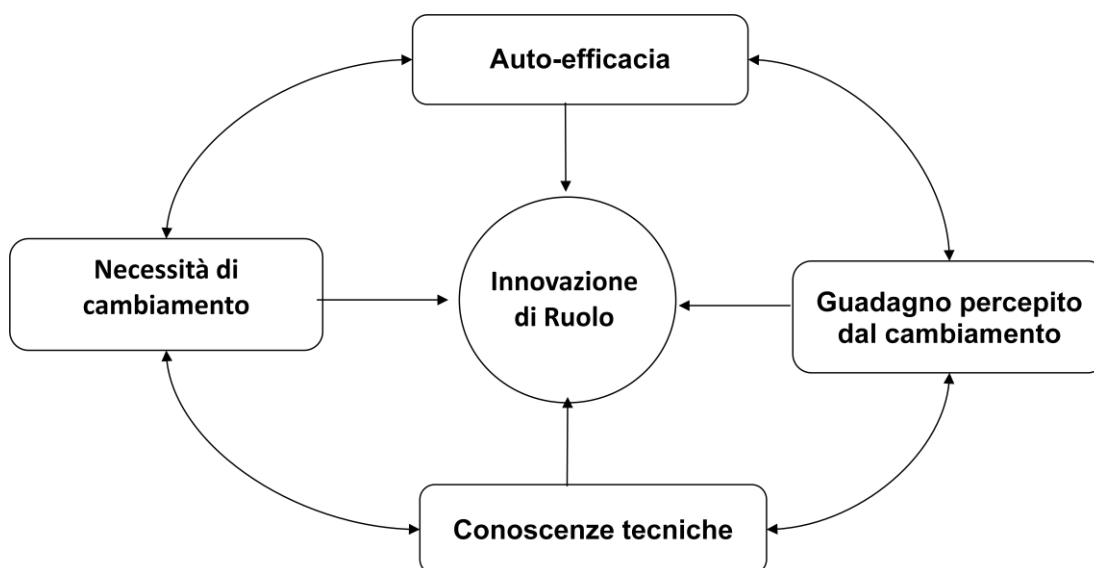 Auto-efficacia
Necessità di
cambiamento
Innovazione
di Ruolo
Guadagno percepito
dal cambiamento
Conoscenze tecniche